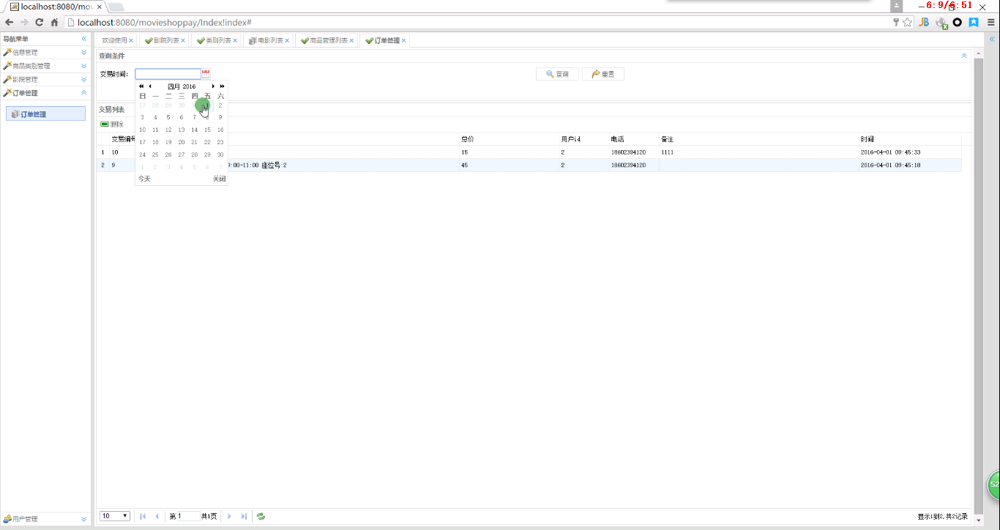 localhost:8080/mov
6:9/6:51
localhost:8080/movieshoppay/Index!index#
导航菜单
欢迎使用 影院列表 类别列表 电影列表 商品管理列表 订单管理
信息管理
商品类别管理
影院管理
订单管理
订单管理
用户管理
查询条件
交易时间: 查询 重置
四月 2016
日 一 二 三 四 五 六
27 28 29 30 1 2
3 4 5 6 7 8 9
10 11 12 13 14 15 16
17 18 19 20 21 22 23
24 25 26 27 28 29 30
1 2 3 4 5 6 7
今天 关闭
交易列表
删除
交易编号 总价 用户id 电话 备注 时间
1 10 15 2 18602394120 1111 2016-04-01 09:45:33
2 9 9:00-11:00 座位号:2 45 2 18602394120 2016-04-01 09:45:18
10 第 1 共1页 显示1到2,共2记录
52